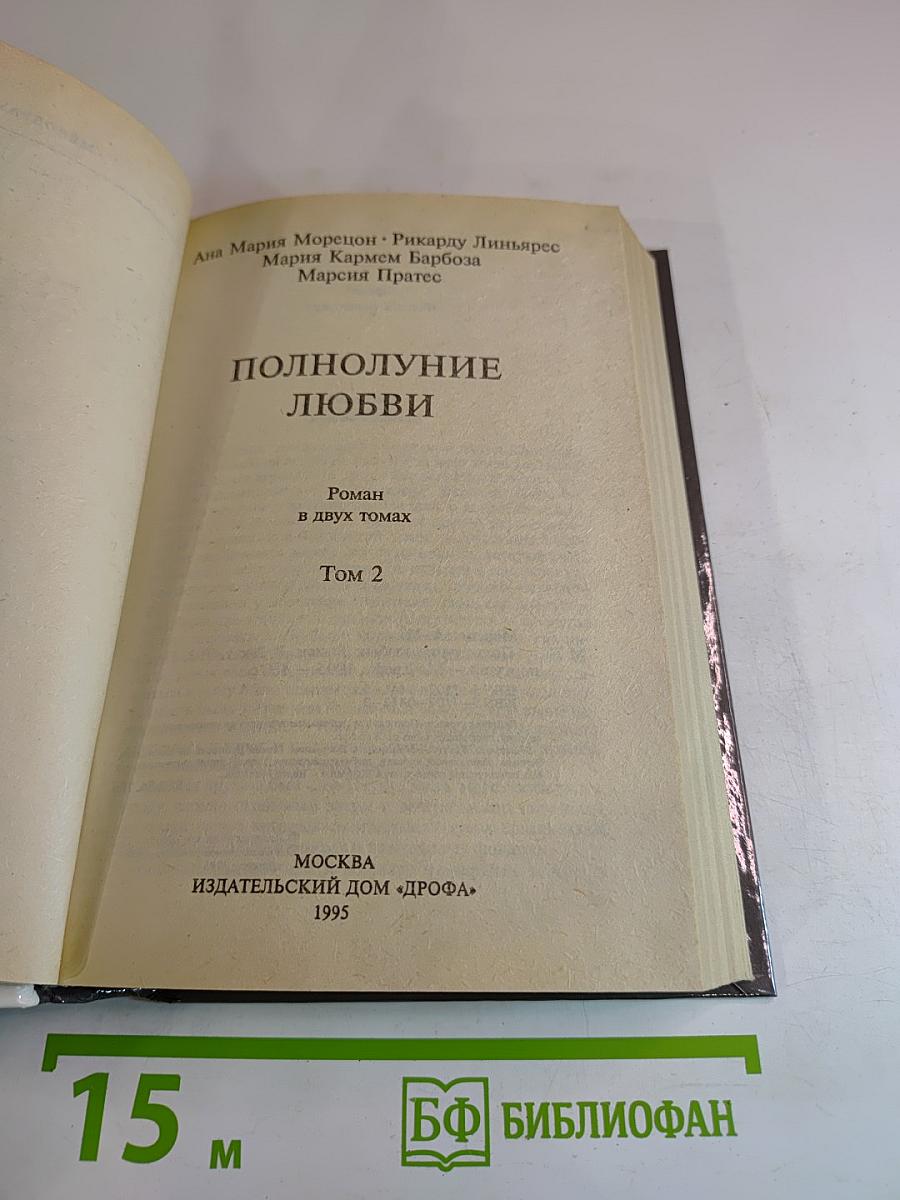 Ана Мария Морецон · Рикарду Линьярес
Мария Кармем Барбоза
Марсия Пратес
ПОЛНОЛУНИЕ
ЛЮБВИ
Роман
в двух томах
Том 2
МОСКВА
ИЗДАТЕЛЬСКИЙ ДОМ «ДРОФА»
1995
15 м
БФ БИБЛИОФАН